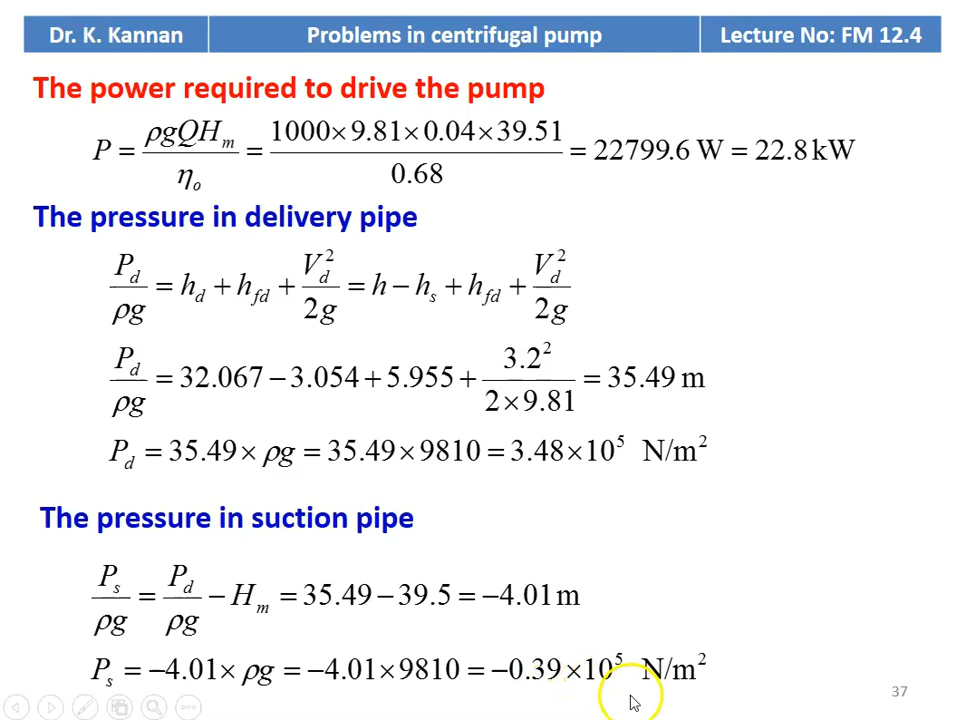 Dr. K. Kannan Problems in centrifugal pump Lecture No: FM 12.4
The power required to drive the pump
P = ρgQH_m / η_o = 1000×9.81×0.04×39.51 / 0.68 = 22799.6 W = 22.8 kW
The pressure in delivery pipe
P_d / ρg = h_d + h_fd + V_d² / 2g = h − h_s + h_fd + V_d² / 2g
P_d / ρg = 32.067 − 3.054 + 5.955 + 3.2² / 2×9.81 = 35.49 m
P_d = 35.49 × ρg = 35.49 × 9810 = 3.48×10⁵ N/m²
The pressure in suction pipe
P_s / ρg = P_d / ρg − H_m = 35.49 − 39.5 = −4.01 m
P_s = −4.01 × ρg = −4.01 × 9810 = −0.39 × 10⁵ N/m²
37